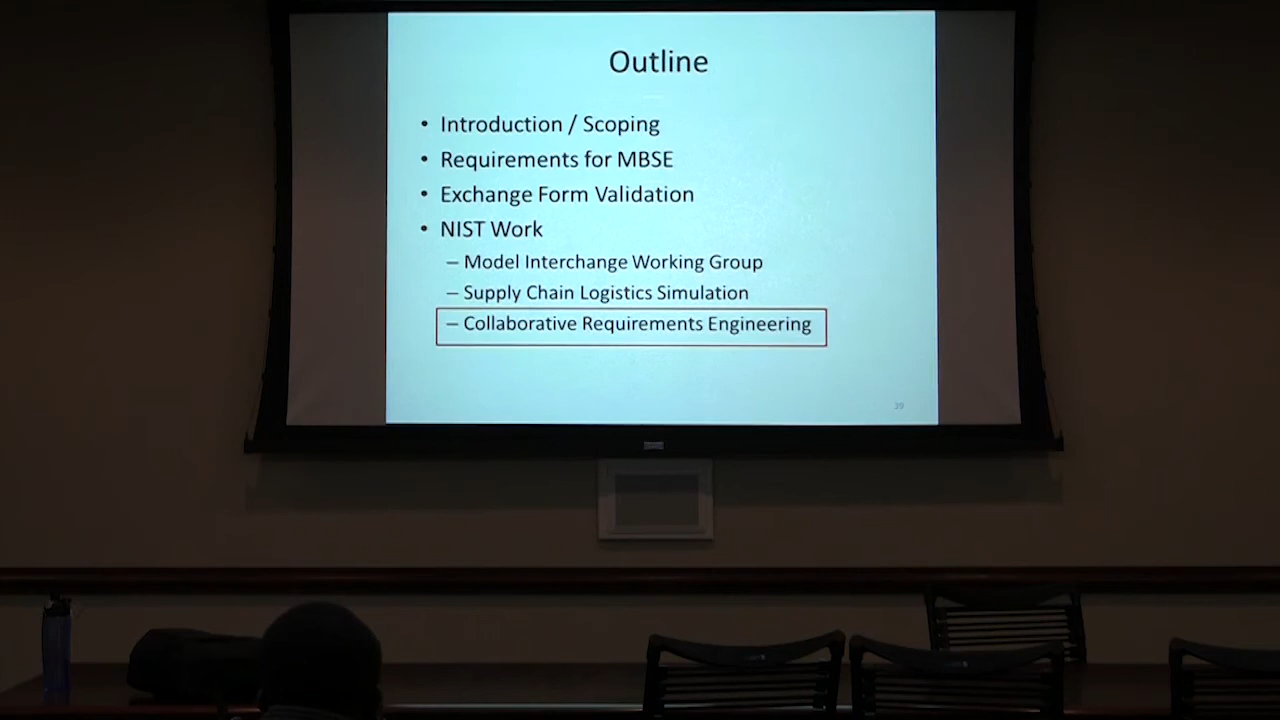 Outline
• Introduction / Scoping
• Requirements for MBSE
• Exchange Form Validation
• NIST Work
– Model Interchange Working Group
– Supply Chain Logistics Simulation
– Collaborative Requirements Engineering
39